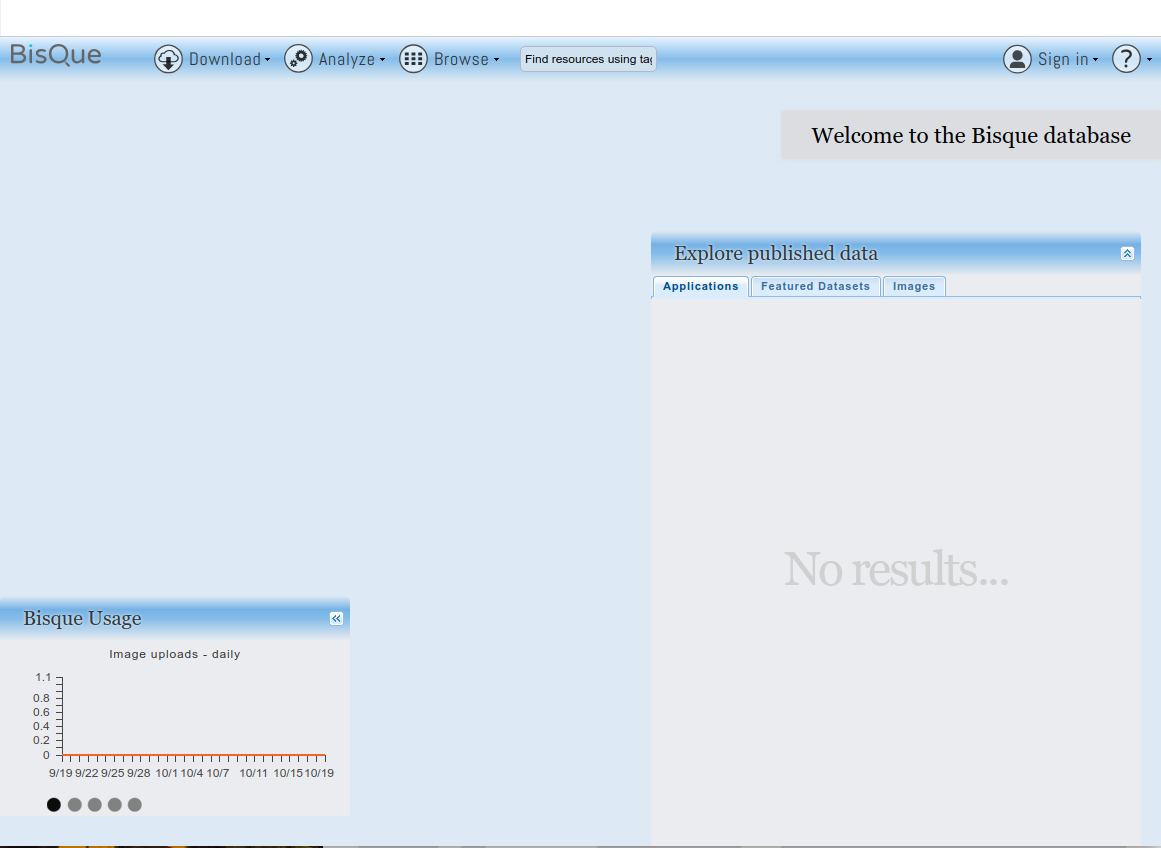 BisQue
Download
Analyze
Browse
Find resources using tag
Sign in
?
Welcome to the Bisque database
Explore published data
Applications
Featured Datasets
Images
No results...
Bisque Usage
Image uploads - daily
1.1
0.8
0.6
0.4
0.2
0
9/19 9/22 9/25 9/28 10/1 10/4 10/7 10/11 10/15 10/19